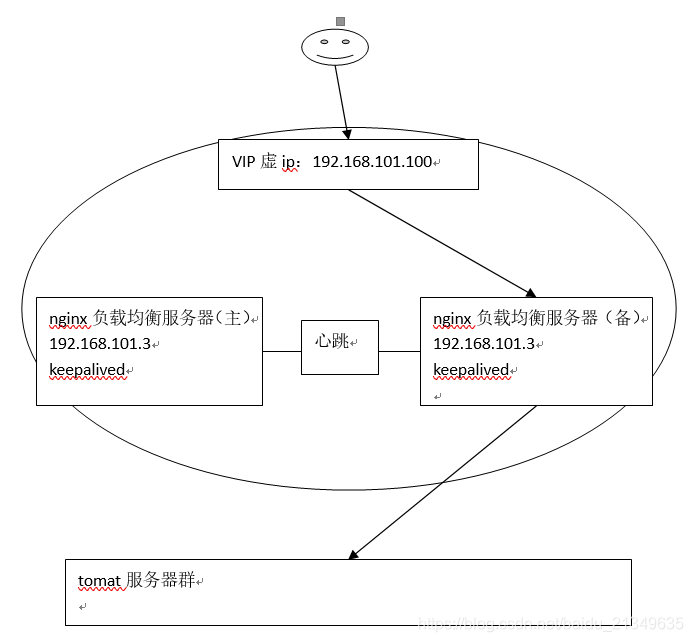 VIP 虚 ip：192.168.101.100
nginx 负载均衡服务器（主）
192.168.101.3
keepalived
心跳
nginx 负载均衡服务器（备）
192.168.101.3
keepalived
tomat 服务器群
https://blog.csdn.net/baidu_21349635